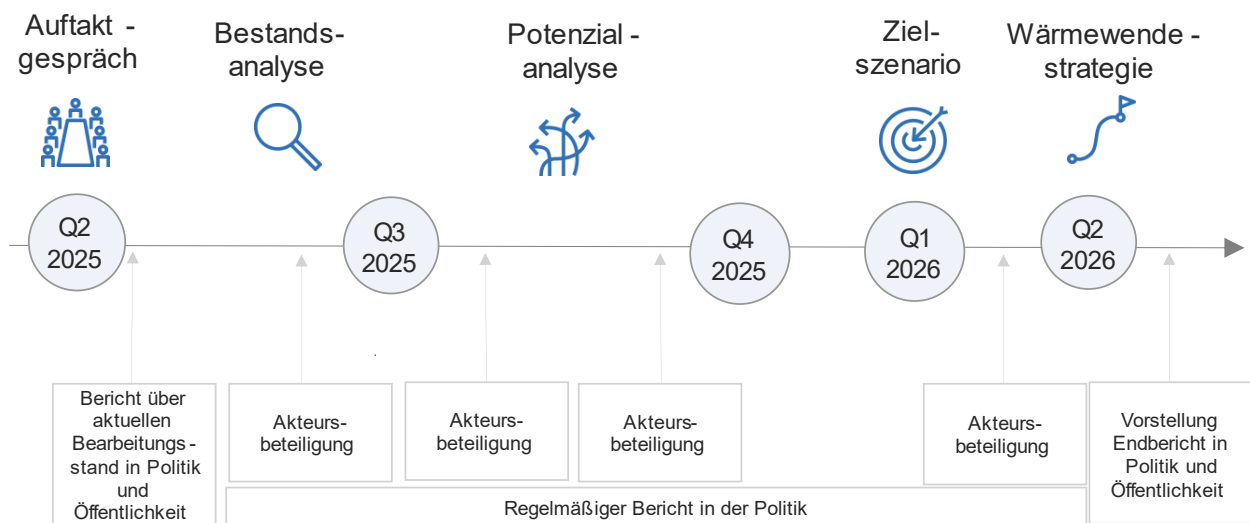 Auftakt -
gespräch
Bestands-
analyse
Potenzial -
analyse
Ziel-
szenario
Wärmewende -
strategie
Q2
2025
Q3
2025
Q4
2025
Q1
2026
Q2
2026
Bericht über
aktuellen
Bearbeitungs -
stand in Politik
und
Öffentlichkeit
Akteurs-
beteiligung
Akteurs-
beteiligung
Akteurs-
beteiligung
Akteurs-
beteiligung
Vorstellung
Endbericht in
Politik und
Öffentlichkeit
Regelmäßiger Bericht in der Politik